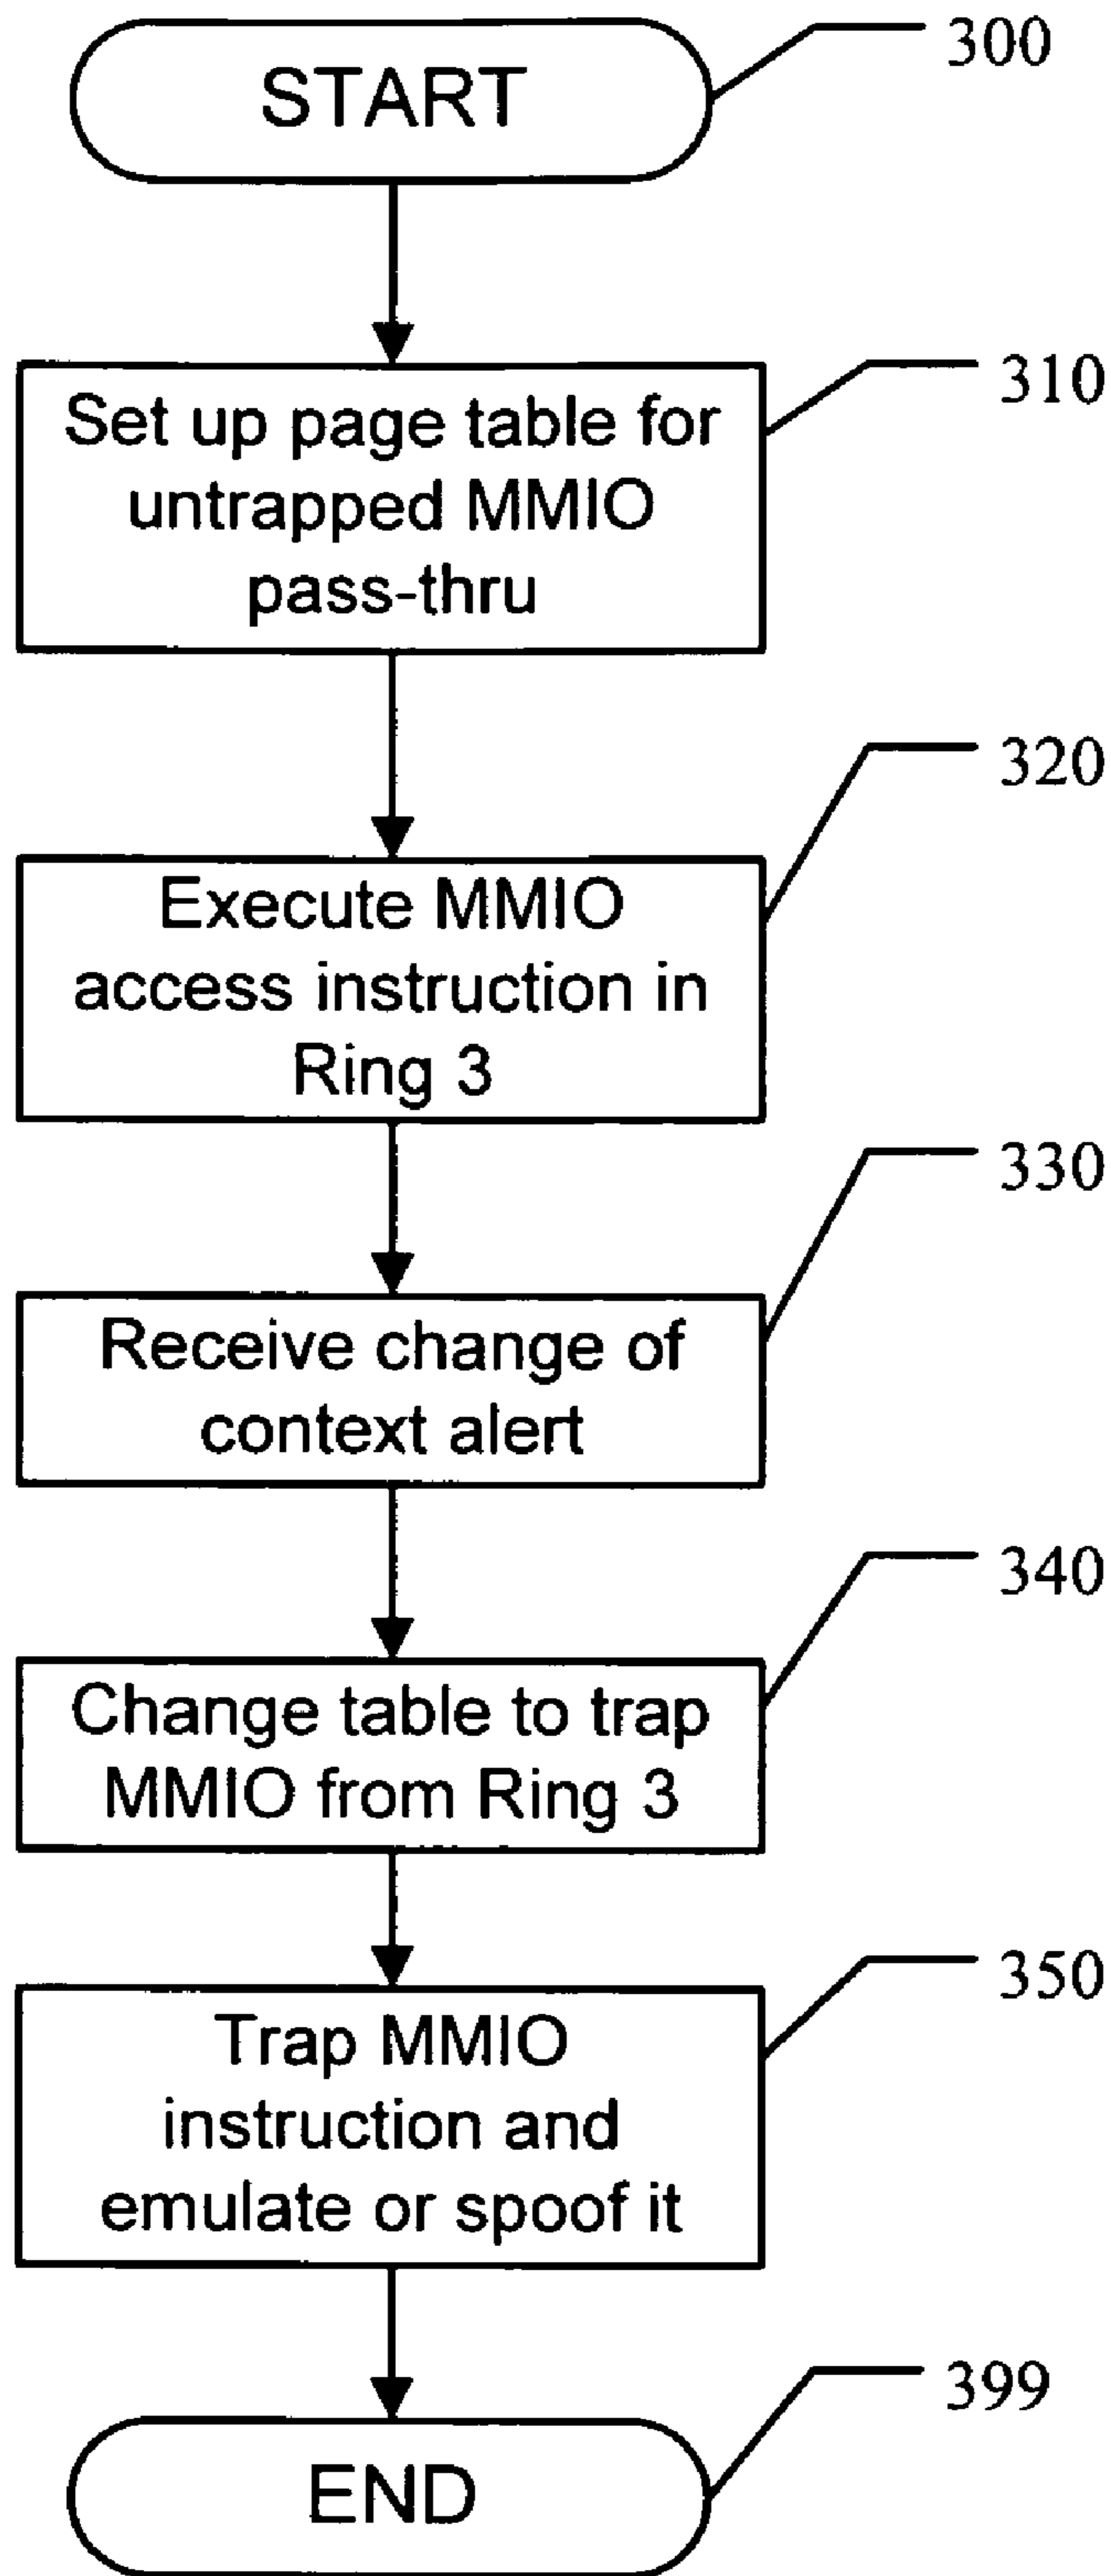 START
300
Set up page table for
untrapped MMIO
pass-thru
310
Execute MMIO
access instruction in
Ring 3
320
Receive change of
context alert
330
Change table to trap
MMIO from Ring 3
340
Trap MMIO
instruction and
emulate or spoof it
350
END
399